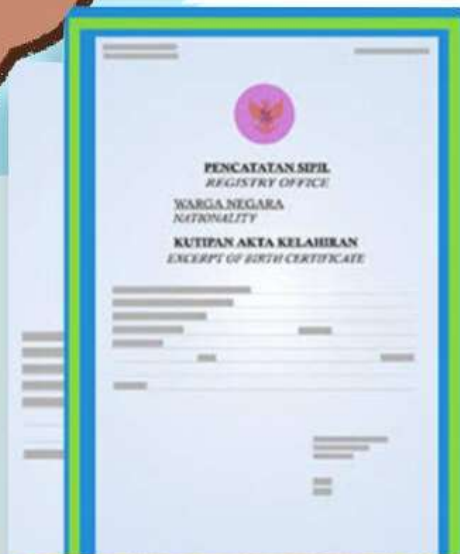 PENCATATAN SIPIL
REGISTRY OFFICE
WARGA NEGARA
NATIONALITY
KUTIPAN AKTA KELAHIRAN
EXCERPT OF BIRTH CERTIFICATE